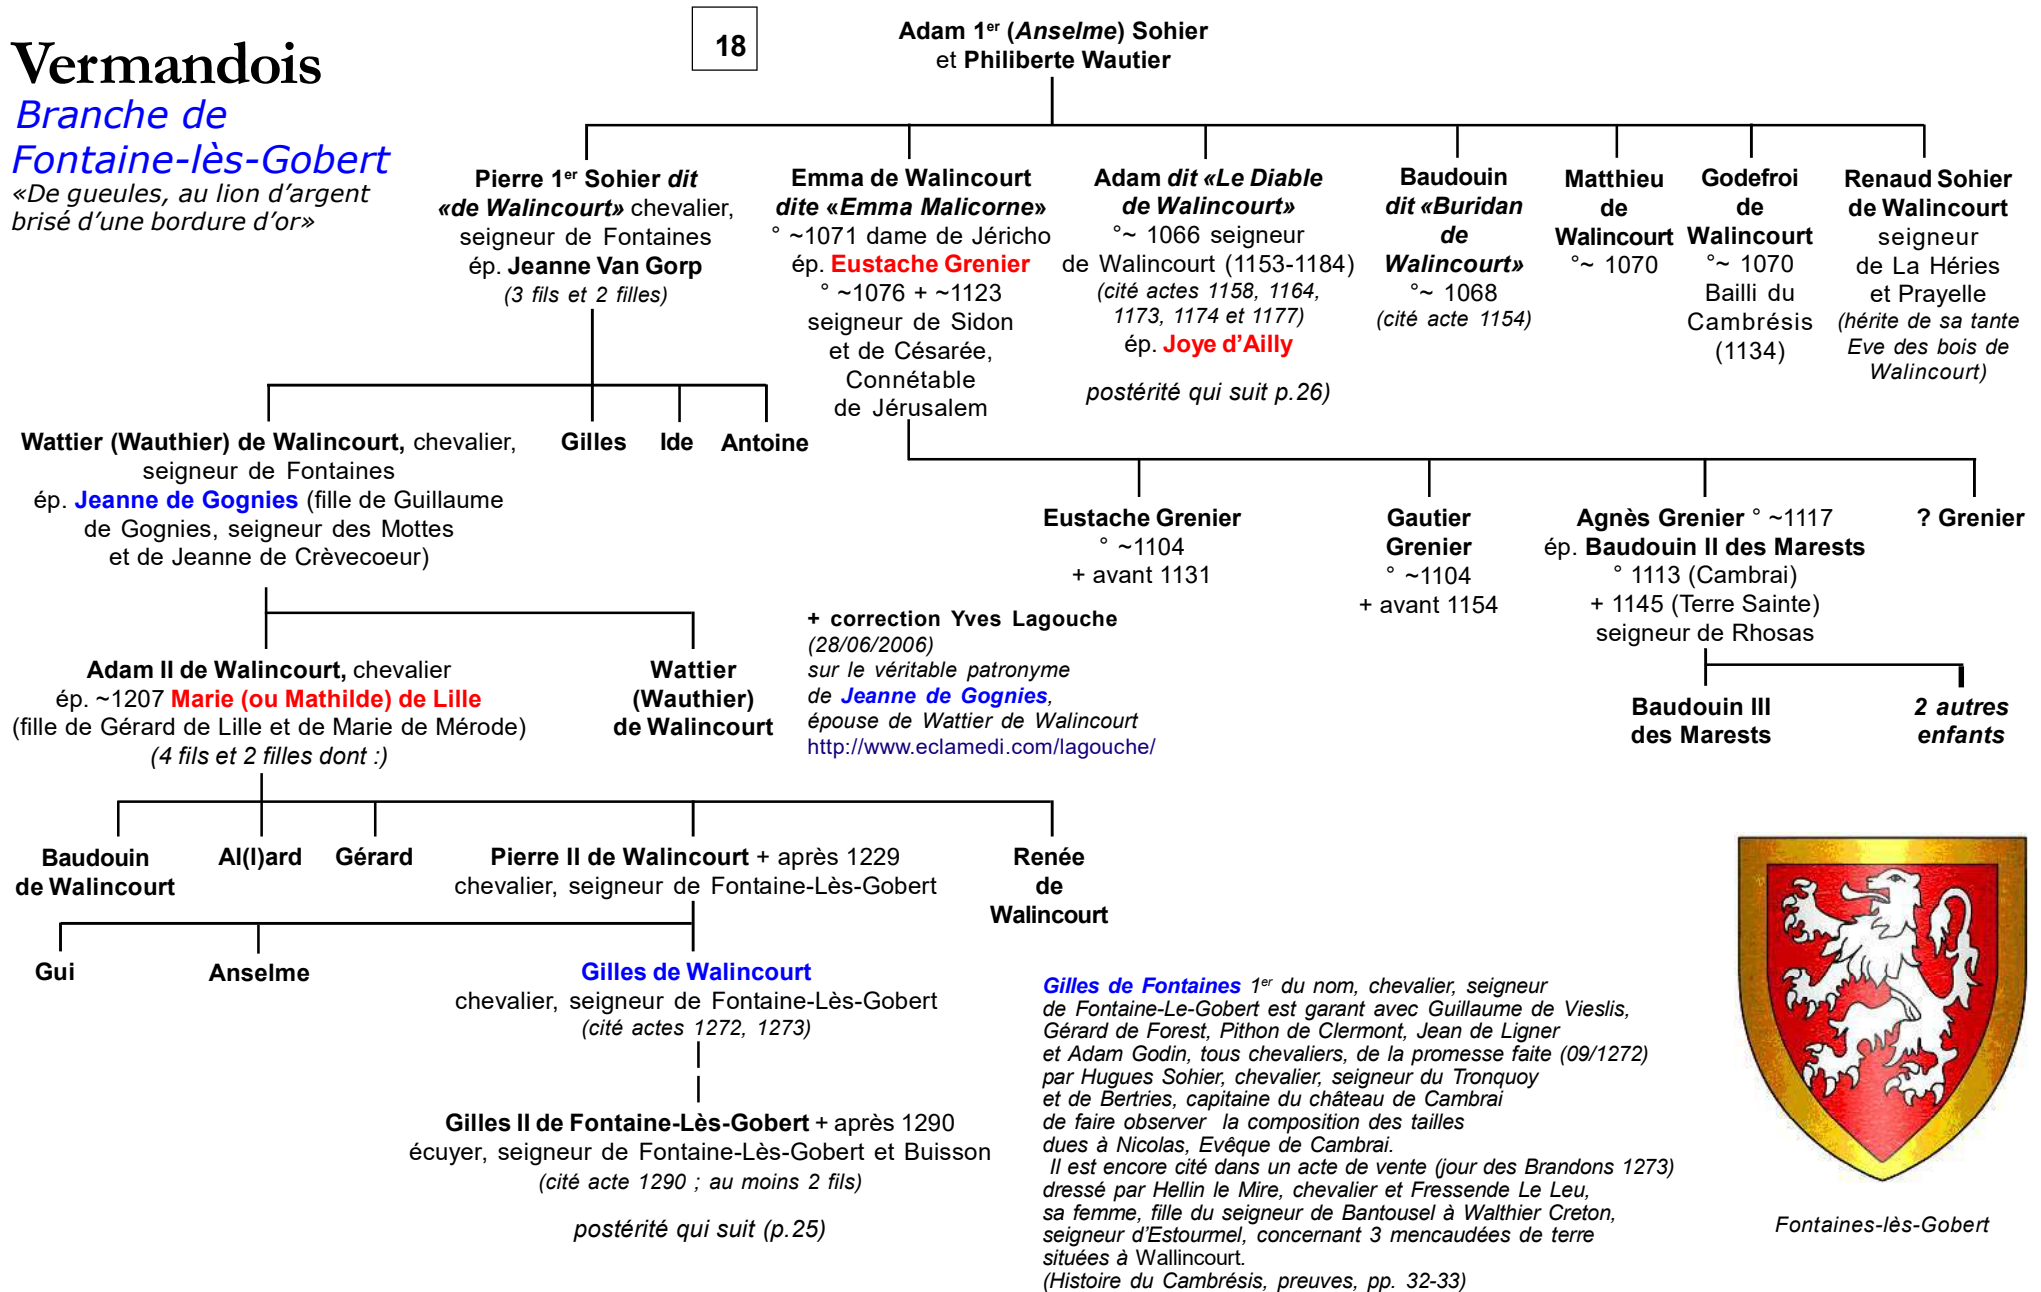 Vermandois
Branche de
Fontaine-lès-Gobert
«De gueules, au lion d’argent
brisé d’une bordure d’or»
18
Adam 1er (Anselme) Sohier
et Philiberte Wautier
Pierre 1er Sohier dit
«de Walincourt» chevalier,
seigneur de Fontaines
ép. Jeanne Van Gorp
(3 fils et 2 filles)
Emma de Walincourt
dite «Emma Malicorne»
° ~1071 dame de Jéricho
ép. Eustache Grenier
° ~1076 + ~1123
seigneur de Sidon
et de Césarée,
Connétable
de Jérusalem
Adam dit «Le Diable
de Walincourt»
°~ 1066 seigneur
de Walincourt (1153-1184)
(cité actes 1158, 1164,
1173, 1174 et 1177)
ép. Joye d’Ailly
postérité qui suit p.26)
Baudouin
dit «Buridan
de
Walincourt»
°~ 1068
(cité acte 1154)
Matthieu
de
Walincourt
°~ 1070
Godefroi
de
Walincourt
°~ 1070
Bailli du
Cambrésis
(1134)
Renaud Sohier
de Walincourt
seigneur
de La Héries
et Prayelle
(hérite de sa tante
Eve des bois de
Walincourt)
Wattier (Wauthier) de Walincourt, chevalier,
seigneur de Fontaines
ép. Jeanne de Gognies (fille de Guillaume
de Gognies, seigneur des Mottes
et de Jeanne de Crèvecoeur)
Gilles
Ide
Antoine
Eustache Grenier
° ~1104
+ avant 1131
Gautier
Grenier
° ~1104
+ avant 1154
Agnès Grenier ° ~1117
ép. Baudouin II des Marests
° 1113 (Cambrai)
+ 1145 (Terre Sainte)
seigneur de Rhosas
? Grenier
Adam II de Walincourt, chevalier
ép. ~1207 Marie (ou Mathilde) de Lille
(fille de Gérard de Lille et de Marie de Mérode)
(4 fils et 2 filles dont :)
Wattier
(Wauthier)
de Walincourt
+ correction Yves Lagouche
(28/06/2006)
sur le véritable patronyme
de Jeanne de Gognies,
épouse de Wattier de Walincourt
http://www.eclamedi.com/lagouche/
Baudouin III
des Marests
2 autres
enfants
Baudouin
de Walincourt
Al(l)ard
Gérard
Pierre II de Walincourt + après 1229
chevalier, seigneur de Fontaine-Lès-Gobert
Renée
de
Walincourt
Gui
Anselme
Gilles de Walincourt
chevalier, seigneur de Fontaine-Lès-Gobert
(cité actes 1272, 1273)
Gilles II de Fontaine-Lès-Gobert + après 1290
écuyer, seigneur de Fontaine-Lès-Gobert et Buisson
(cité acte 1290 ; au moins 2 fils)
postérité qui suit (p.25)
Gilles de Fontaines 1er du nom, chevalier, seigneur
de Fontaine-Le-Gobert est garant avec Guillaume de Vieslis,
Gérard de Forest, Pithon de Clermont, Jean de Ligner
et Adam Godin, tous chevaliers, de la promesse faite (09/1272)
par Hugues Sohier, chevalier, seigneur du Tronquoy
et de Bertries, capitaine du château de Cambrai
de faire observer la composition des tailles
dues à Nicolas, Evêque de Cambrai.
Il est encore cité dans un acte de vente (jour des Brandons 1273)
dressé par Hellin le Mire, chevalier et Fressende Le Leu,
sa femme, fille du seigneur de Bantousel à Walthier Creton,
seigneur d’Estourmel, concernant 3 mencaudées de terre
situées à Wallincourt.
(Histoire du Cambrésis, preuves, pp. 32-33)
Fontaines-lès-Gobert